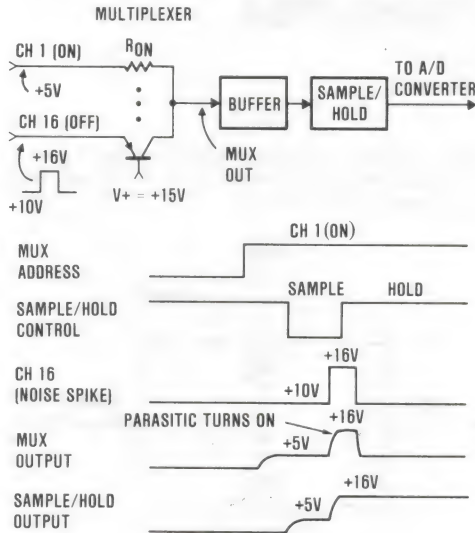 MULTIPLEXER
CH 1 (ON)
RON
+5V
TO A/D
CONVERTER
BUFFER
SAMPLE/
HOLD
CH 16 (OFF)
+16V
MUX
OUT
+10V
V+ = +15V
CH 1(ON)
MUX
ADDRESS
SAMPLE
HOLD
SAMPLE/HOLD
CONTROL
+16V
CH 16
(NOISE SPIKE)
+10V
PARASITIC TURNS ON
+16V
MUX
OUTPUT
+5V
+16V
SAMPLE/HOLD
OUTPUT
+5V